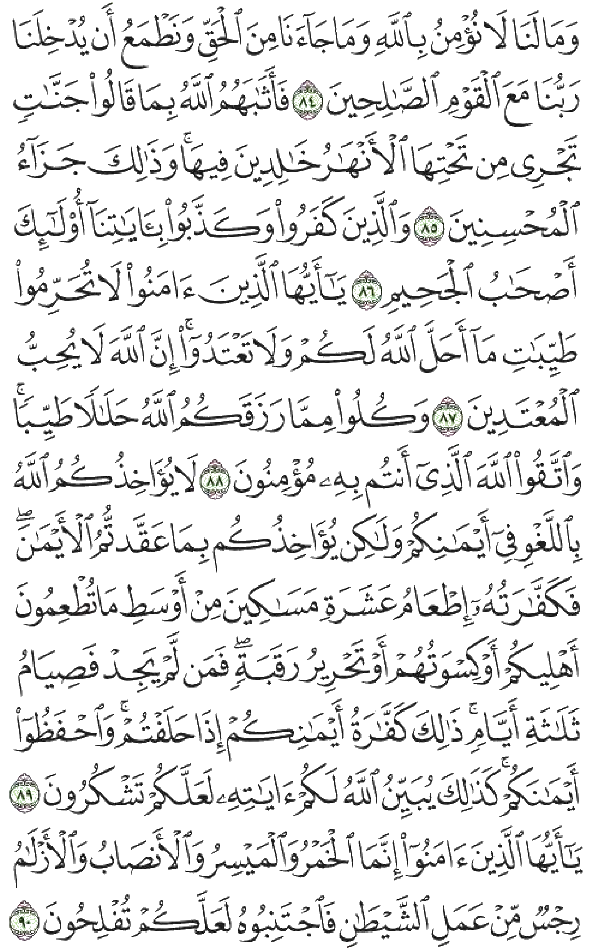 وَمَا لَنَا لَا نُؤْمِنُ بِٱللَّهِ وَمَا جَآءَنَا مِنَ ٱلْحَقِّ وَنَطْمَعُ أَن يُدْخِلَنَا
رَبُّنَا مَعَ ٱلْقَوْمِ ٱلصَّـٰلِحِينَ ٨٤ فَأَثَـٰبَهُمُ ٱللَّهُ بِمَا قَالُوا۟ جَنَّـٰتٍ
تَجْرِى مِن تَحْتِهَا ٱلْأَنْهَـٰرُ خَـٰلِدِينَ فِيهَا ۚ وَذَٰلِكَ جَزَآءُ
ٱلْمُحْسِنِينَ ٨٥ وَٱلَّذِينَ كَفَرُوا۟ وَكَذَّبُوا۟ بِـَٔايَـٰتِنَآ أُو۟لَـٰٓئِكَ
أَصْحَـٰبُ ٱلْجَحِيمِ ٨٦ يَـٰٓأَيُّهَا ٱلَّذِينَ ءَامَنُوا۟ لَا تُحَرِّمُوا۟
طَيِّبَـٰتِ مَآ أَحَلَّ ٱللَّهُ لَكُمْ وَلَا تَعْتَدُوٓا۟ ۚ إِنَّ ٱللَّهَ لَا يُحِبُّ
ٱلْمُعْتَدِينَ ٨٧ وَكُلُوا۟ مِمَّا رَزَقَكُمُ ٱللَّهُ حَلَـٰلًا طَيِّبًا ۚ
وَٱتَّقُوا۟ ٱللَّهَ ٱلَّذِىٓ أَنتُم بِهِۦ مُؤْمِنُونَ ٨٨ لَا يُؤَاخِذُكُمُ ٱللَّهُ
بِٱللَّغْوِ فِىٓ أَيْمَـٰنِكُمْ وَلَـٰكِن يُؤَاخِذُكُم بِمَا عَقَّدتُّمُ ٱلْأَيْمَـٰنَ ۖ
فَكَفَّـٰرَتُهُۥٓ إِطْعَامُ عَشَرَةِ مَسَـٰكِينَ مِنْ أَوْسَطِ مَا تُطْعِمُونَ
أَهْلِيكُمْ أَوْ كِسْوَتُهُمْ أَوْ تَحْرِيرُ رَقَبَةٍ ۖ فَمَن لَّمْ يَجِدْ فَصِيَامُ
ثَلَـٰثَةِ أَيَّامٍ ۚ ذَٰلِكَ كَفَّـٰرَةُ أَيْمَـٰنِكُمْ إِذَا حَلَفْتُمْ ۚ وَٱحْفَظُوٓا۟
أَيْمَـٰنَكُمْ ۚ كَذَٰلِكَ يُبَيِّنُ ٱللَّهُ لَكُمْ ءَايَـٰتِهِۦ لَعَلَّكُمْ تَشْكُرُونَ ٨٩
يَـٰٓأَيُّهَا ٱلَّذِينَ ءَامَنُوٓا۟ إِنَّمَا ٱلْخَمْرُ وَٱلْمَيْسِرُ وَٱلْأَنصَابُ وَٱلْأَزْلَـٰمُ
رِجْسٌ مِّنْ عَمَلِ ٱلشَّيْطَـٰنِ فَٱجْتَنِبُوهُ لَعَلَّكُمْ تُفْلِحُونَ ٩٠